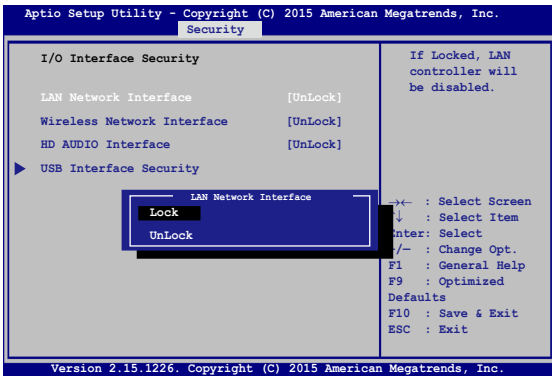 Aptio Setup Utility - Copyright (C) 2015 American Megatrends, Inc.
Security
I/O Interface Security
LAN Network Interface [UnLock]
Wireless Network Interface [UnLock]
HD AUDIO Interface [UnLock]
USB Interface Security
LAN Network Interface
Lock
UnLock
If Locked, LAN
controller will
be disabled.
→← : Select Screen
↓ : Select Item
nter: Select
/− : Change Opt.
F1 : General Help
F9 : Optimized
Defaults
F10 : Save & Exit
ESC : Exit
Version 2.15.1226. Copyright (C) 2015 American Megatrends, Inc.